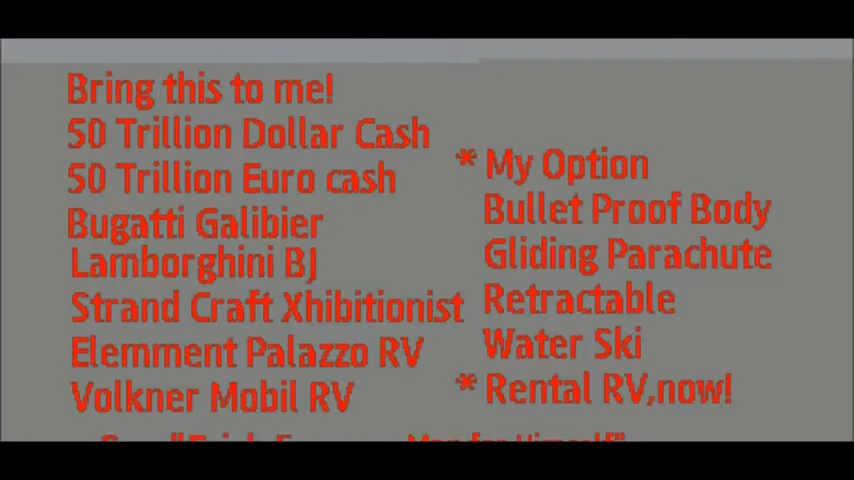 Bring this to me!
50 Trillion Dollar Cash
50 Trillion Euro cash
Bugatti Galibier
Lamborghini BJ
Strand Craft Xhibitionist
Elemment Palazzo RV
Volkner Mobil RV
* My Option
Bullet Proof Body
Gliding Parachute
Retractable
Water Ski
* Rental RV,now!